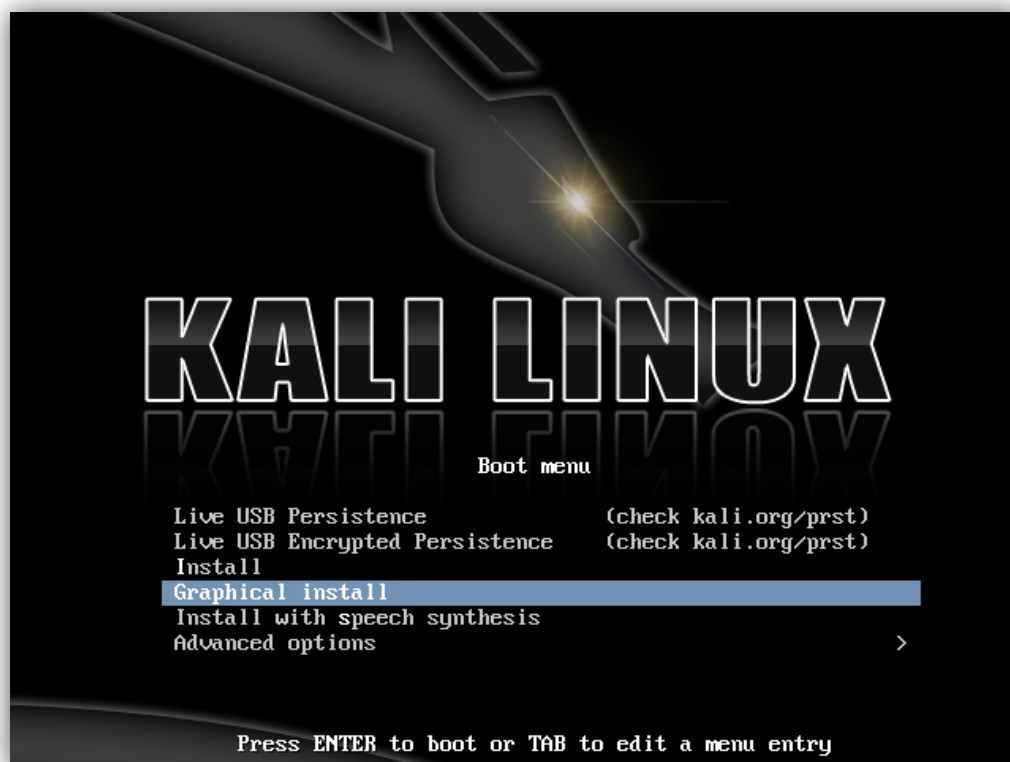 KALI LINUX
Boot menu
Live USB Persistence (check kali.org/prst)
Live USB Encrypted Persistence (check kali.org/prst)
Install
Graphical install
Install with speech synthesis
Advanced options >
Press ENTER to boot or TAB to edit a menu entry